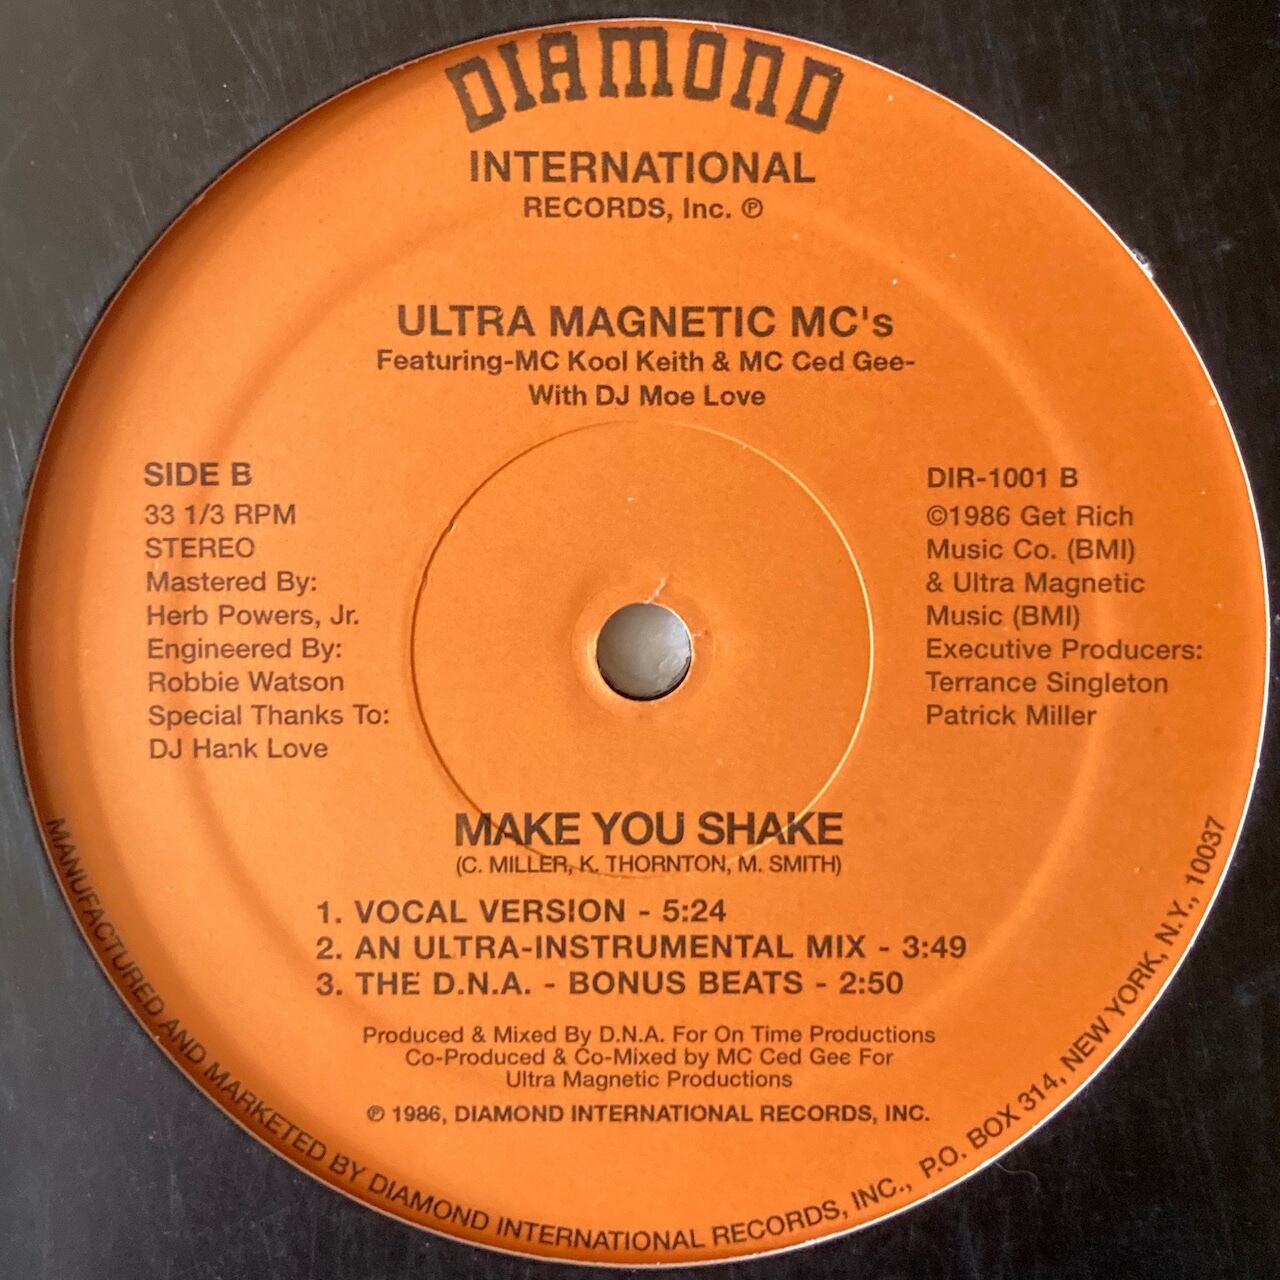 DIAMOND
INTERNATIONAL
RECORDS, Inc. ℗
ULTRA MAGNETIC MC's
Featuring-MC Kool Keith & MC Ced Gee-
With DJ Moe Love
SIDE B
33 1/3 RPM
STEREO
Mastered By:
Herb Powers, Jr.
Engineered By:
Robbie Watson
Special Thanks To:
DJ Hank Love
DIR-1001 B
©1986 Get Rich
Music Co. (BMI)
& Ultra Magnetic
Music (BMI)
Executive Producers:
Terrance Singleton
Patrick Miller
MAKE YOU SHAKE
(C. MILLER, K. THORNTON, M. SMITH)
1. VOCAL VERSION - 5:24
2. AN ULTRA-INSTRUMENTAL MIX - 3:49
3. THE D.N.A. - BONUS BEATS - 2:50
Produced & Mixed By D.N.A. For On Time Productions
Co-Produced & Co-Mixed by MC Ced Gee For
Ultra Magnetic Productions
℗ 1986, DIAMOND INTERNATIONAL RECORDS, INC.
MANUFACTURED AND MARKETED BY DIAMOND INTERNATIONAL RECORDS, INC., P.O. BOX 314, NEW YORK, N.Y., 10037